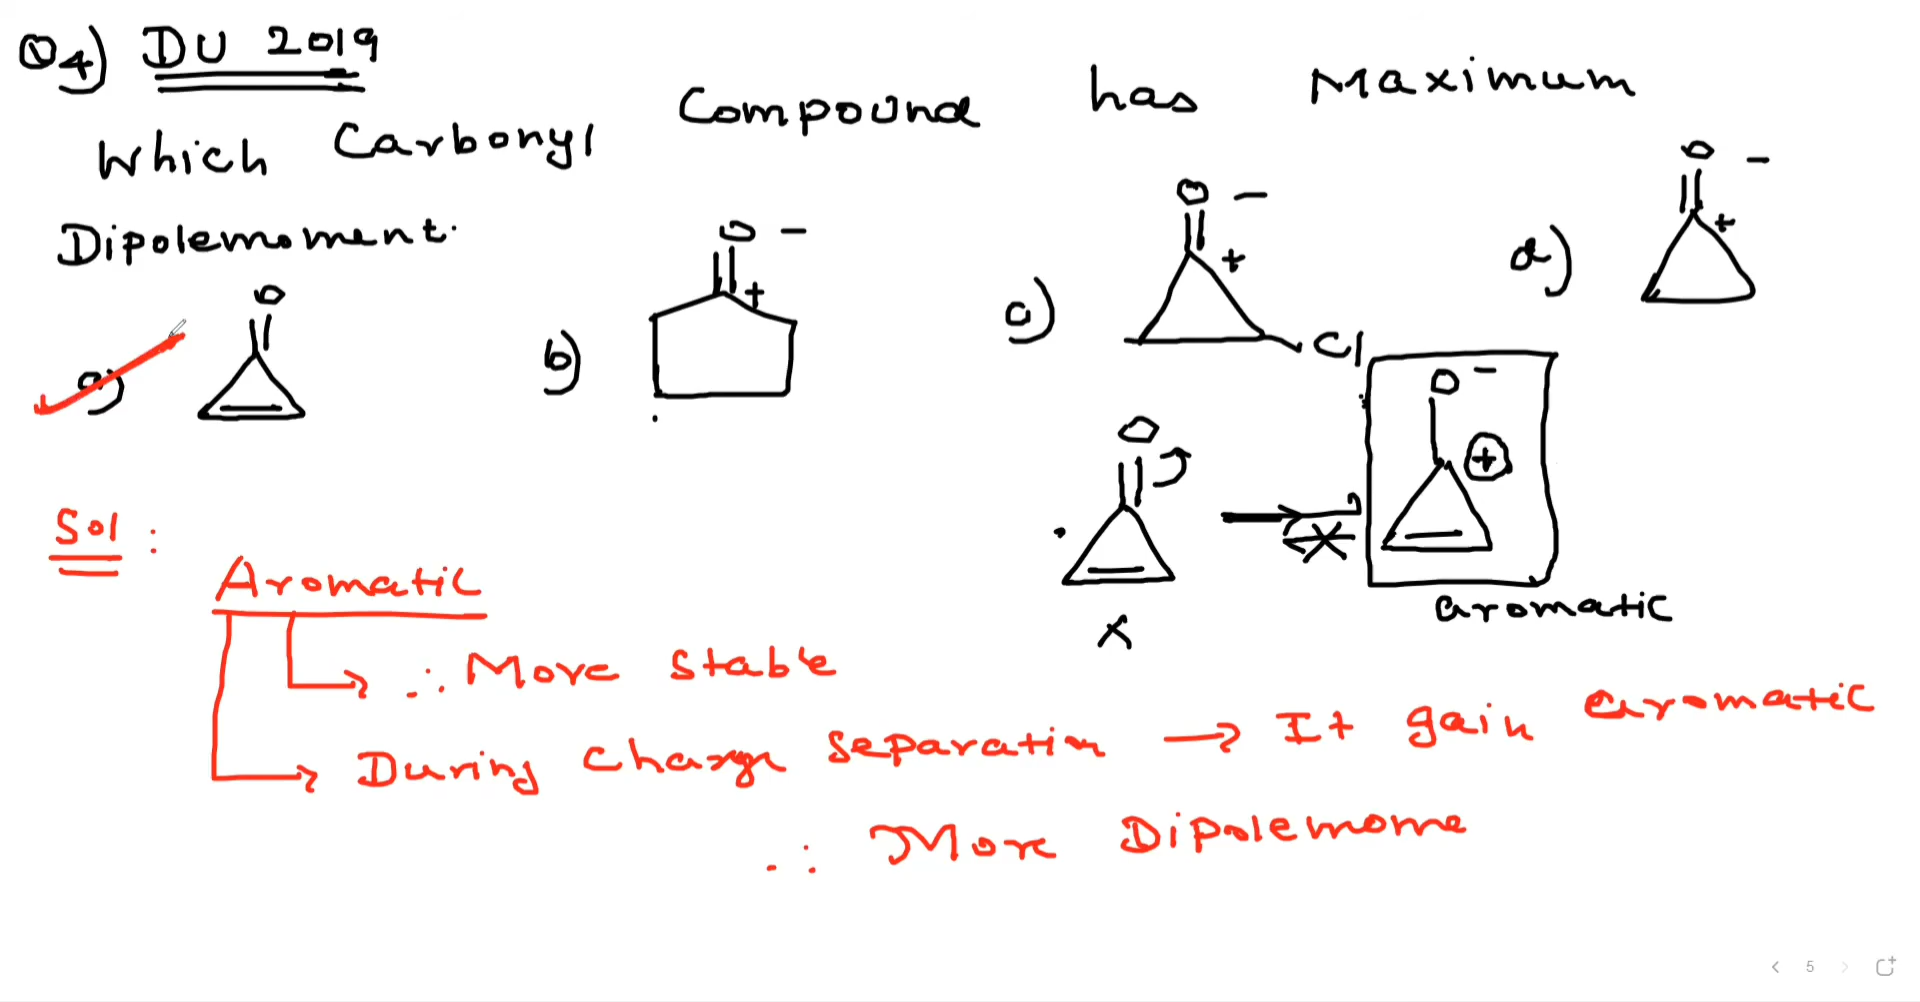 Q4) DU 2019
Which Carbonyl Compound has Maximum
Dipolemoment.
a) O
b) O - +
c) O - + Cl
d) O - +
O O - +
x aromatic
Sol :
Aromatic
∴ More stable
During charge separation → It gain aromatic
∴ More Dipolemome
5